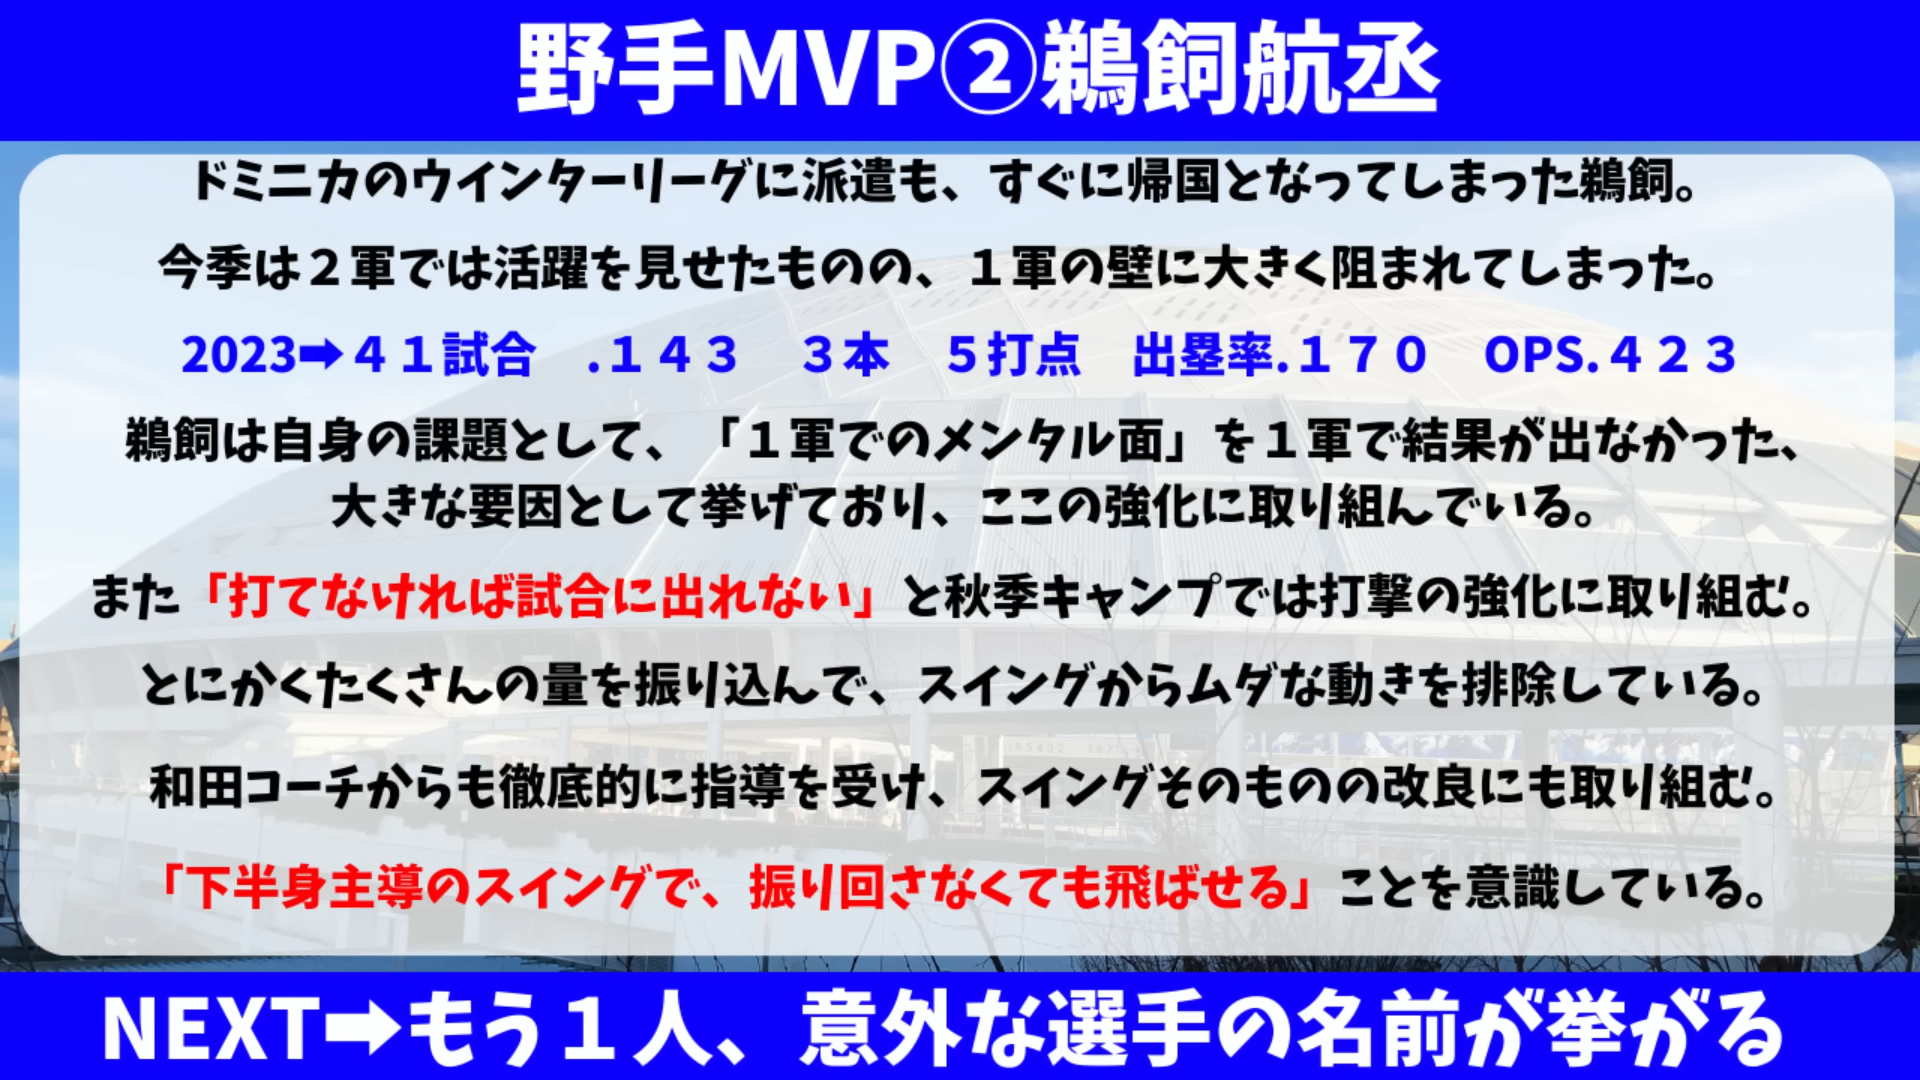 野手MVP②鵜飼航丞
ドミニカのウインターリーグに派遣も、すぐに帰国となってしまった鵜飼。
今季は２軍では活躍を見せたものの、１軍の壁に大きく阻まれてしまった。
2023➡４１試合　.１４３　３本　５打点　出塁率.１７０　OPS.４２３
鵜飼は自身の課題として、「１軍でのメンタル面」を１軍で結果が出なかった、
大きな要因として挙げており、ここの強化に取り組んでいる。
また「打てなければ試合に出れない」と秋季キャンプでは打撃の強化に取り組む。
とにかくたくさんの量を振り込んで、スイングからムダな動きを排除している。
和田コーチからも徹底的に指導を受け、スイングそのものの改良にも取り組む。
「下半身主導のスイングで、振り回さなくても飛ばせる」ことを意識している。
NEXT➡もう１人、意外な選手の名前が挙がる